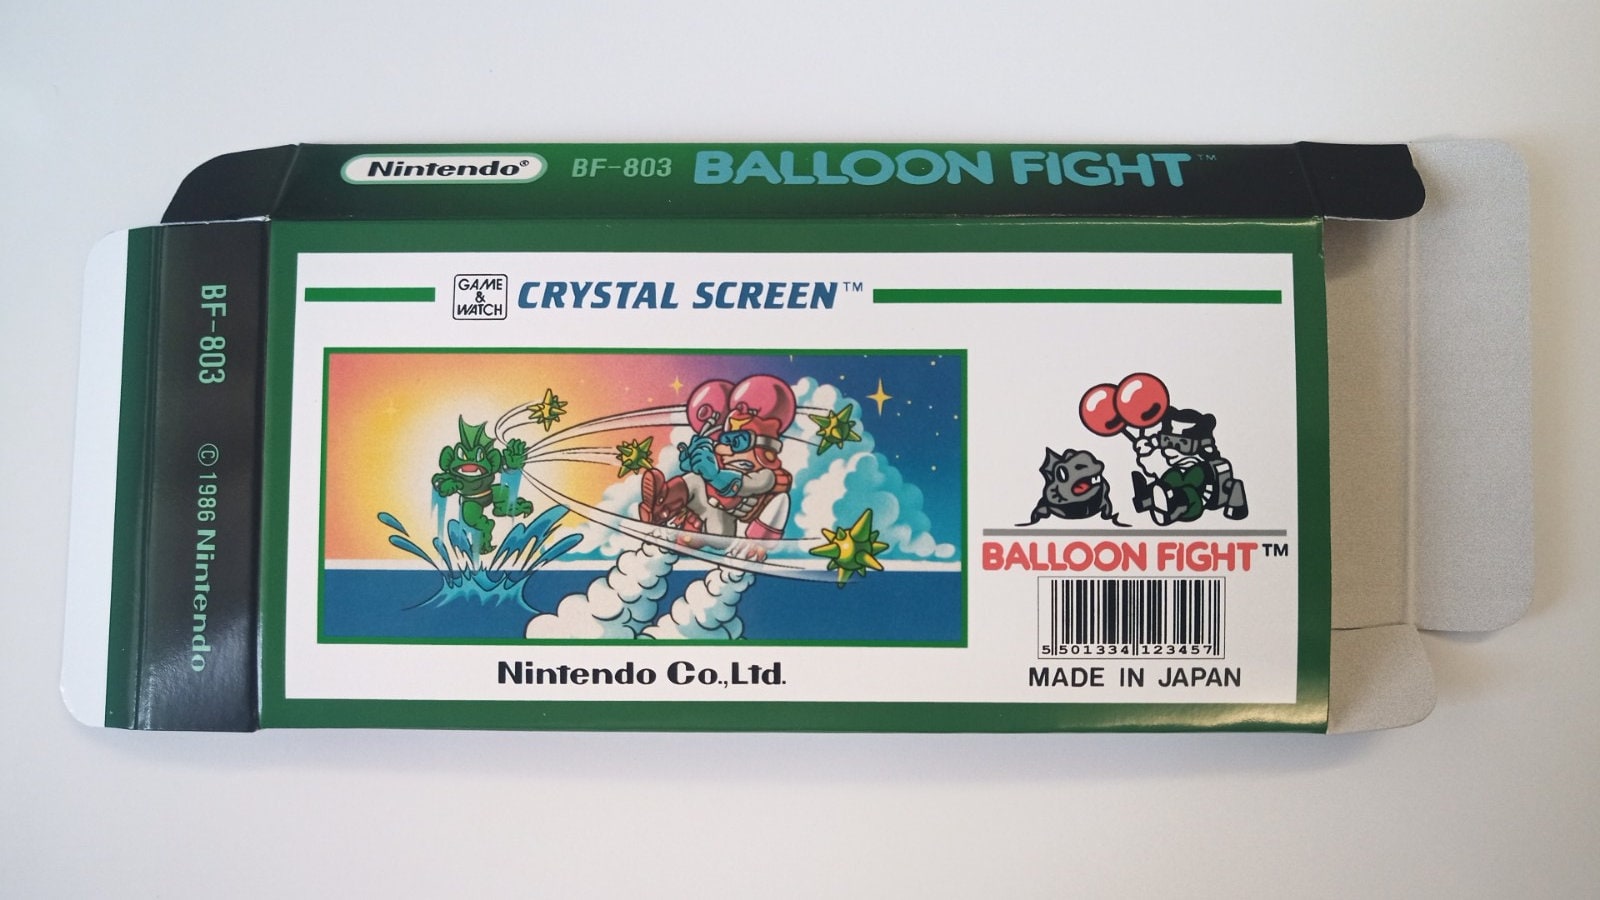 Nintendo® BF-803 BALLOON FIGHT™
BF-803 © 1986 Nintendo
GAME & WATCH CRYSTAL SCREEN™
BALLOON FIGHT™
5 501334 123457
Nintendo Co.,Ltd.
MADE IN JAPAN